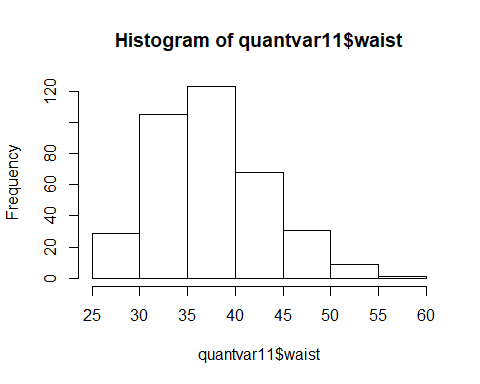 Histogram of quantvar11$waist
Frequency
0 20 40 60 80 120
25 30 35 40 45 50 55 60
quantvar11$waist